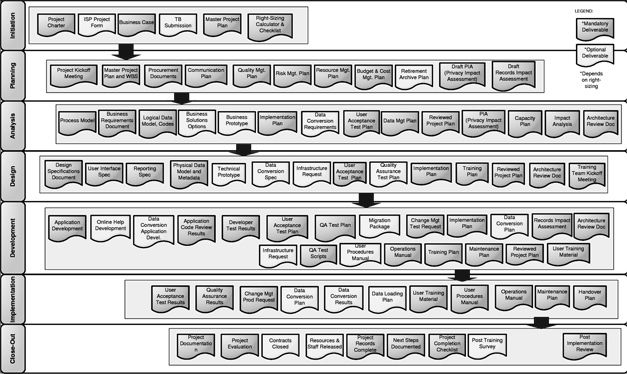 Initiation
Project Charter
ISP Project Form
Business Case
TB Submission
Master Project Plan
Right-Sizing Calculator & Checklist
LEGEND:
*Mandatory Deliverable
*Optional Deliverable
*Depends on right-sizing
Planning
Project Kickoff Meeting
Master Project Plan and WBS
Procurement Documents
Communication Plan
Quality Mgt. Plan
Risk Mgt. Plan
Resource Mgt. Plan
Budget & Cost Mgt. Plan
Retirement Archive Plan
Draft PIA (Privacy Impact Assessment)
Draft Records Impact Assessment
Analysis
Process Model
Business Requirements Document
Logical Data Model, Codes
Business Solutions Options
Business Prototype
Implementation Plan
Data Conversion Requirements
User Acceptance Test Plan
Data Mgt Plan
Reviewed Project Plan
PIA (Privacy Impact Assessment)
Capacity Plan
Impact Analysis
Architecture Review Doc
Design
Design Specifications Document
User Interface Spec
Reporting Spec
Physical Data Model and Metadata
Technical Prototype
Data Conversion Spec
Infrastructure Request
User Acceptance Test Plan
Quality Assurance Test Plan
Implementation Plan
Training Plan
Reviewed Project Plan
Architecture Review Doc
Training Team Kickoff Meeting
Development
Application Development
Online Help Development
Data Conversion Application Devel.
Application Code Review Results
Developer Test Results
User Acceptance Test Plan
QA Test Plan
Migration Package
Change Mgt Test Request
Implementation Plan
Data Conversion Plan
Records Impact Assessment
Architecture Review Doc
Infrastructure Request
QA Test Scripts
User Procedures Manual
Operations Manual
Training Plan
Maintenance Plan
Reviewed Project Plan
User Training Material
Implementation
User Acceptance Test Results
Quality Assurance Results
Change Mgt Prod Request
Data Conversion Plan
Data Conversion Results
Data Loading Plan
User Training Material
User Procedures Manual
Operations Manual
Maintenance Plan
Handover Plan
Close-Out
Project Documentatio n
Project Evaluation
Contracts Closed
Resources & Staff Released
Project Records Complete
Next Steps Documented
Project Completion Checklist
Post Training Survey
Post Implementation Review